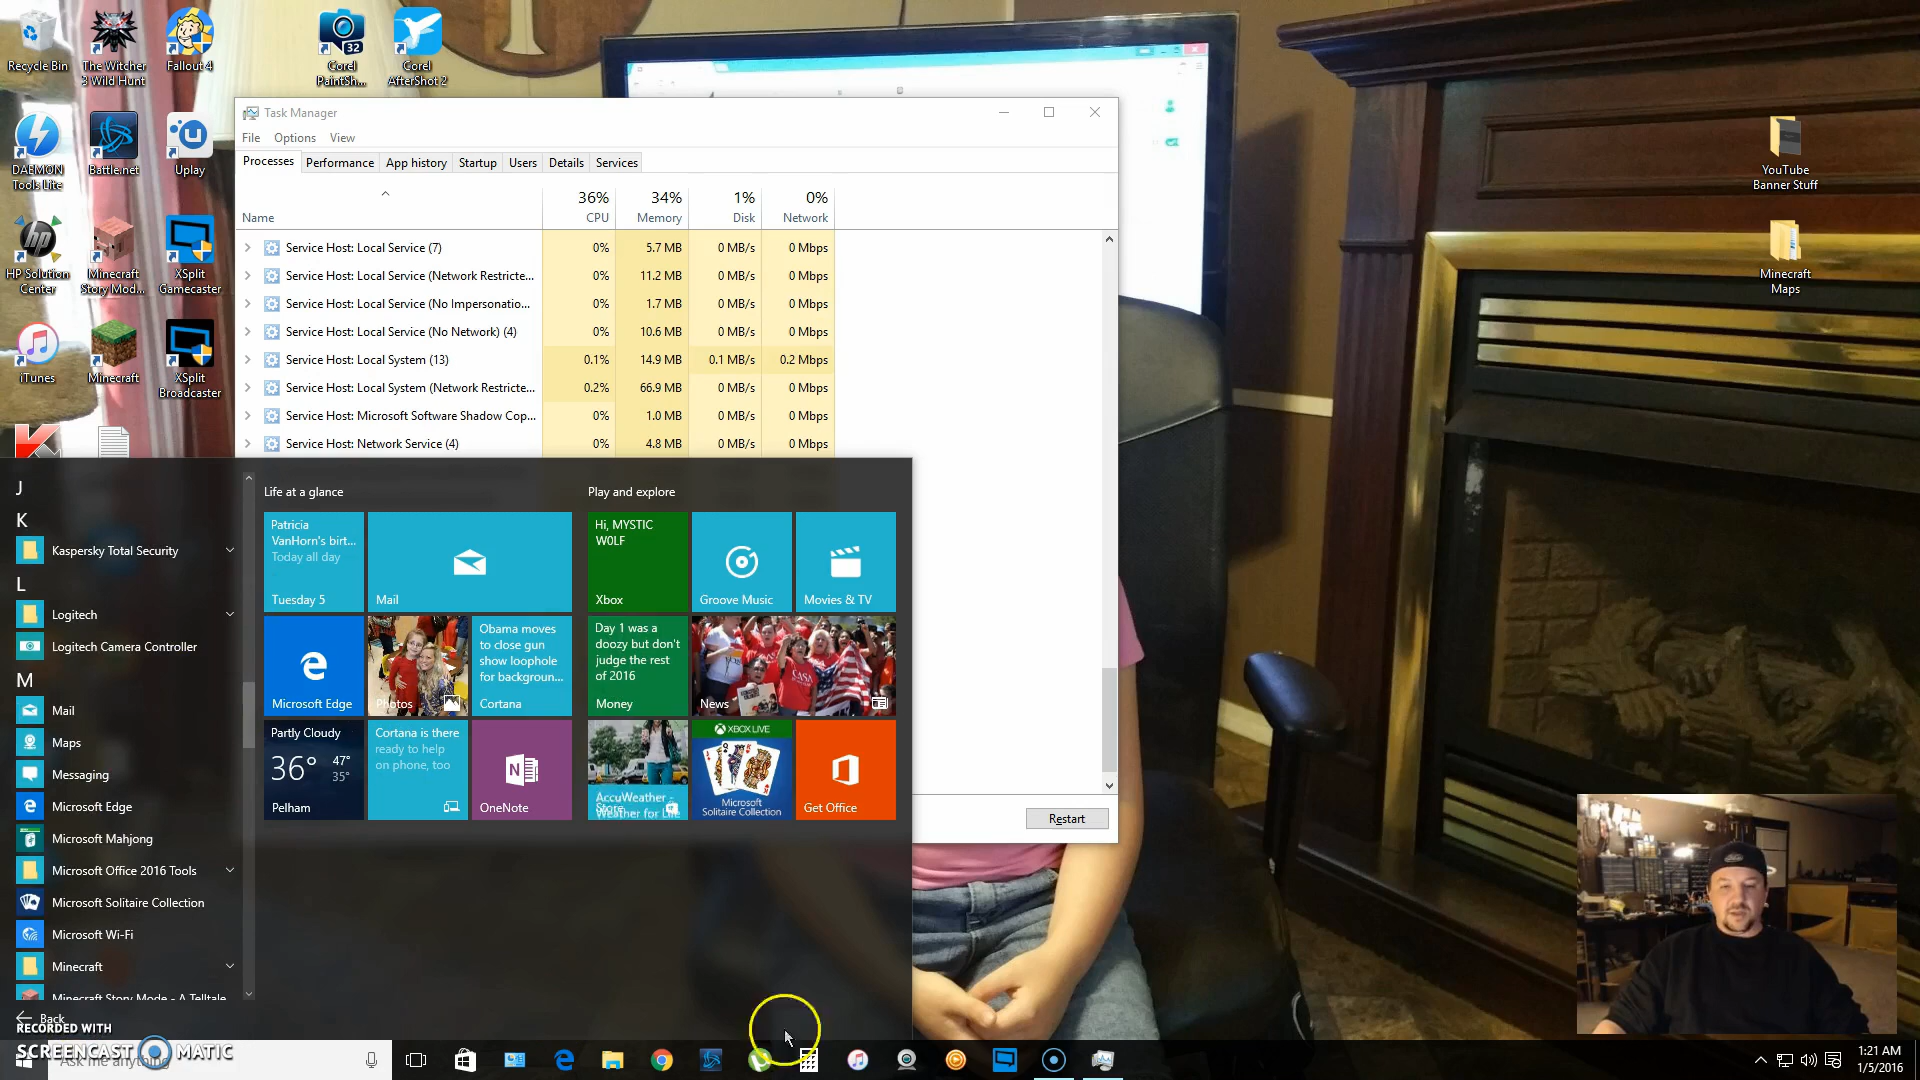 Recycle Bin
The Witcher
3 Wild Hunt
Fallout 4
Corel
PaintSh...
32
Corel
AfterShot 2
DAEMON
Tools Lite
Battle.net
Uplay
HP Solution
Center
Minecraft
Story Mod...
XSplit
Gamecaster
iTunes
Minecraft
XSplit
Broadcaster
YouTube
Banner Stuff
Minecraft
Maps
Task Manager
File Options View
Processes Performance App history Startup Users Details Services
36% 34% 1% 0%
Name CPU Memory Disk Network
Service Host: Local Service (7) 0% 5.7 MB 0 MB/s 0 Mbps
Service Host: Local Service (Network Restricte... 0% 11.2 MB 0 MB/s 0 Mbps
Service Host: Local Service (No Impersonatio... 0% 1.7 MB 0 MB/s 0 Mbps
Service Host: Local Service (No Network) (4) 0% 10.6 MB 0 MB/s 0 Mbps
Service Host: Local System (13) 0.1% 14.9 MB 0.1 MB/s 0.2 Mbps
Service Host: Local System (Network Restricte... 0.2% 66.9 MB 0 MB/s 0 Mbps
Service Host: Microsoft Software Shadow Cop... 0% 1.0 MB 0 MB/s 0 Mbps
Service Host: Network Service (4) 0% 4.8 MB 0 MB/s 0 Mbps
Restart
J
K
Kaspersky Total Security
L
Logitech
Logitech Camera Controller
M
Mail
Maps
Messaging
Microsoft Edge
Microsoft Mahjong
Microsoft Office 2016 Tools
Microsoft Solitaire Collection
Microsoft Wi-Fi
Minecraft
Minecraft Story Mode - A Telltale
Back
Life at a glance
Patricia
VanHorn's birt...
Today all day
Tuesday 5
Mail
Microsoft Edge
Photos
Obama moves
to close gun
show loophole
for backgroun...
Cortana
Partly Cloudy
36° 47°
35°
Pelham
Cortana is there
ready to help
on phone, too
OneNote
Play and explore
Hi, MYSTIC
W0LF
Xbox
Groove Music
Movies & TV
Day 1 was a
doozy but don't
judge the rest
of 2016
Money
News
AccuWeather -
Weather for Life
Store
XBOX LIVE
Microsoft
Solitaire Collection
Get Office
RECORDED WITH
SCREENCAST MATIC
Ask me anything
1:21 AM
1/5/2016